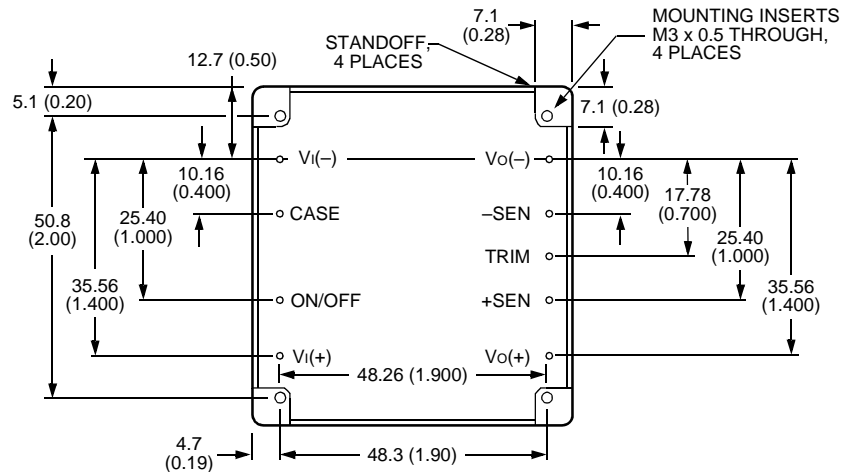 7.1
(0.28)
MOUNTING INSERTS
M3 x 0.5 THROUGH,
4 PLACES
STANDOFF,
4 PLACES
12.7 (0.50)
5.1 (0.20)
7.1 (0.28)
VI(–)
VO(–)
10.16
(0.400)
10.16
(0.400)
17.78
(0.700)
50.8
(2.00)
25.40
(1.000)
CASE
–SEN
25.40
(1.000)
TRIM
35.56
(1.400)
35.56
(1.400)
ON/OFF
+SEN
VI(+)
VO(+)
48.26 (1.900)
4.7
(0.19)
48.3 (1.90)